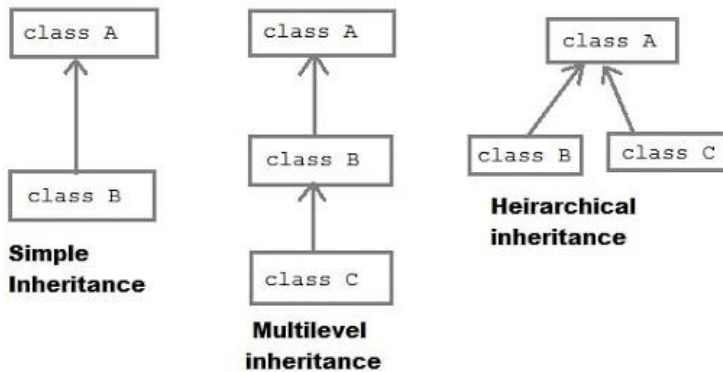 class A
class B
Simple
Inheritance
class A
class B
class C
Multilevel
inheritance
class A
class B
class C
Heirarchical
inheritance